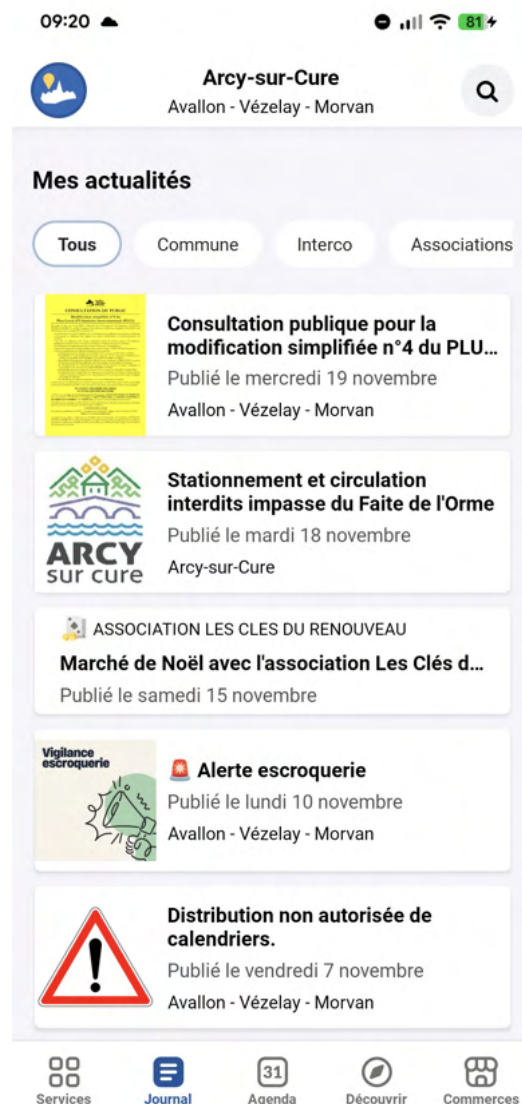 09:20
81
Arcy-sur-Cure
Avallon - Vézelay - Morvan
Mes actualités
Tous
Commune
Interco
Associations
CONSULTATION DU PUBLIC
Consultation publique pour la
modification simplifiée n°4 du PLU...
Publié le mercredi 19 novembre
Avallon - Vézelay - Morvan
ARCY
sur cure
Stationnement et circulation
interdits impasse du Faite de l'Orme
Publié le mardi 18 novembre
Arcy-sur-Cure
ASSOCIATION LES CLES DU RENOUVEAU
Marché de Noël avec l'association Les Clés d...
Publié le samedi 15 novembre
Vigilance
escroquerie
Alerte escroquerie
Publié le lundi 10 novembre
Avallon - Vézelay - Morvan
Distribution non autorisée de
calendriers.
Publié le vendredi 7 novembre
Avallon - Vézelay - Morvan
31
Services
Journal
Agenda
Découvrir
Commerces